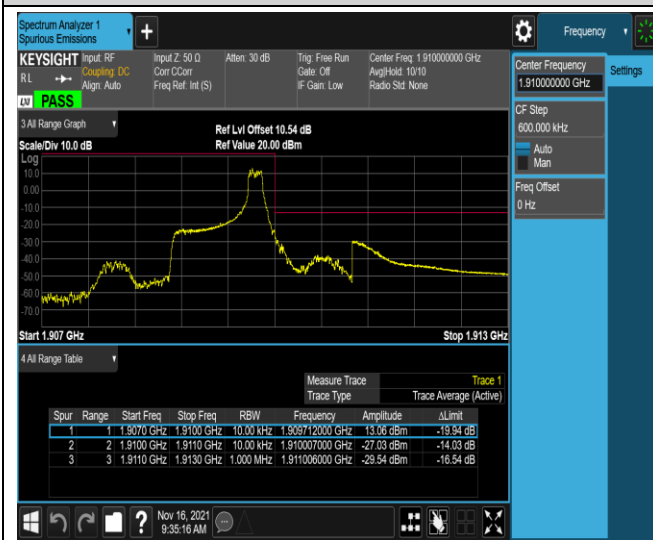 Spectrum Analyzer 1
Spurious Emissions
Frequency
KEYSIGHT Input: RF Input Z: 50 Ω Atten: 30 dB Trig: Free Run Center Freq: 1.910000000 GHz
RL Coupling: DC Corr CCorr Gate: Off Avg|Hold: 10/10
Align: Auto Freq Ref: Int (S) IF Gain: Low Radio Std: None
LXI PASS
Center Frequency
1.910000000 GHz
Settings
CF Step
600.000 kHz
Auto
Man
Freq Offset
0 Hz
3 All Range Graph
Ref Lvl Offset 10.54 dB
Scale/Div 10.0 dB Ref Value 20.00 dBm
Log
10.0
0.00
-10.0
-20.0
-30.0
-40.0
-50.0
-60.0
-70.0
Start 1.907 GHz Stop 1.913 GHz
4 All Range Table
Measure Trace Trace 1
Trace Type Trace Average (Active)
Spur Range Start Freq Stop Freq RBW Frequency Amplitude ΔLimit
1 1 1.9070 GHz 1.9100 GHz 10.00 kHz 1.909712000 GHz 13.06 dBm -19.94 dB
2 2 1.9100 GHz 1.9110 GHz 10.00 kHz 1.910007000 GHz -27.03 dBm -14.03 dB
3 3 1.9110 GHz 1.9130 GHz 1.000 MHz 1.911006000 GHz -29.54 dBm -16.54 dB
Nov 16, 2021
9:35:16 AM